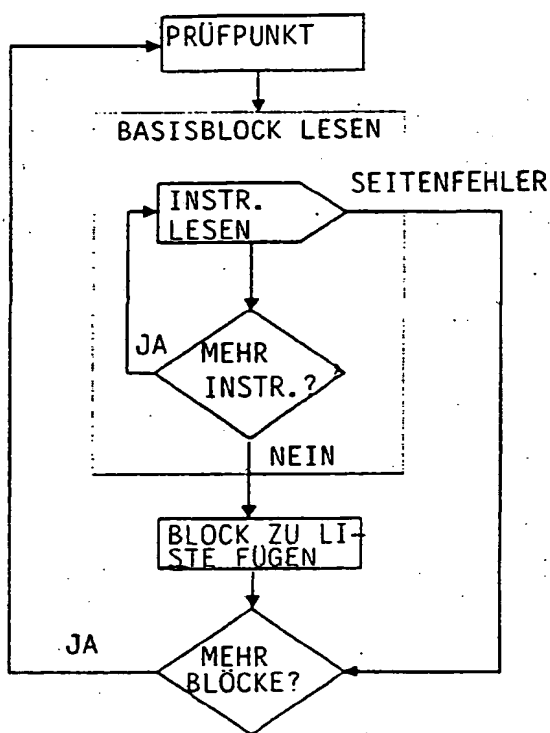 PRÜFPUNKT
BASISBLOCK LESEN
SEITENFEHLER
INSTR.
LESEN
JA
MEHR
INSTR.?
NEIN
BLOCK ZU LI-
STE FÜGEN
JA
MEHR
BLÖCKE?